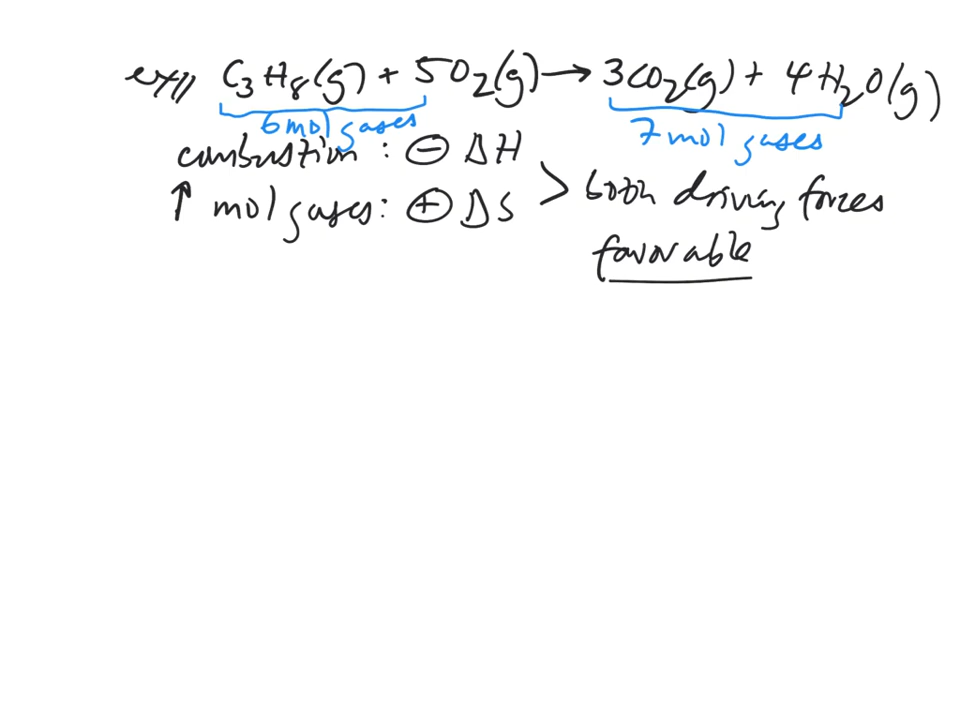 ex// C₃H₈(g) + 5O₂(g) → 3CO₂(g) + 4H₂O(g)
6 mol gases 7 mol gases
combustion : ⊖ ΔH
↑ mol gases: ⊕ ΔS > both driving forces
favorable